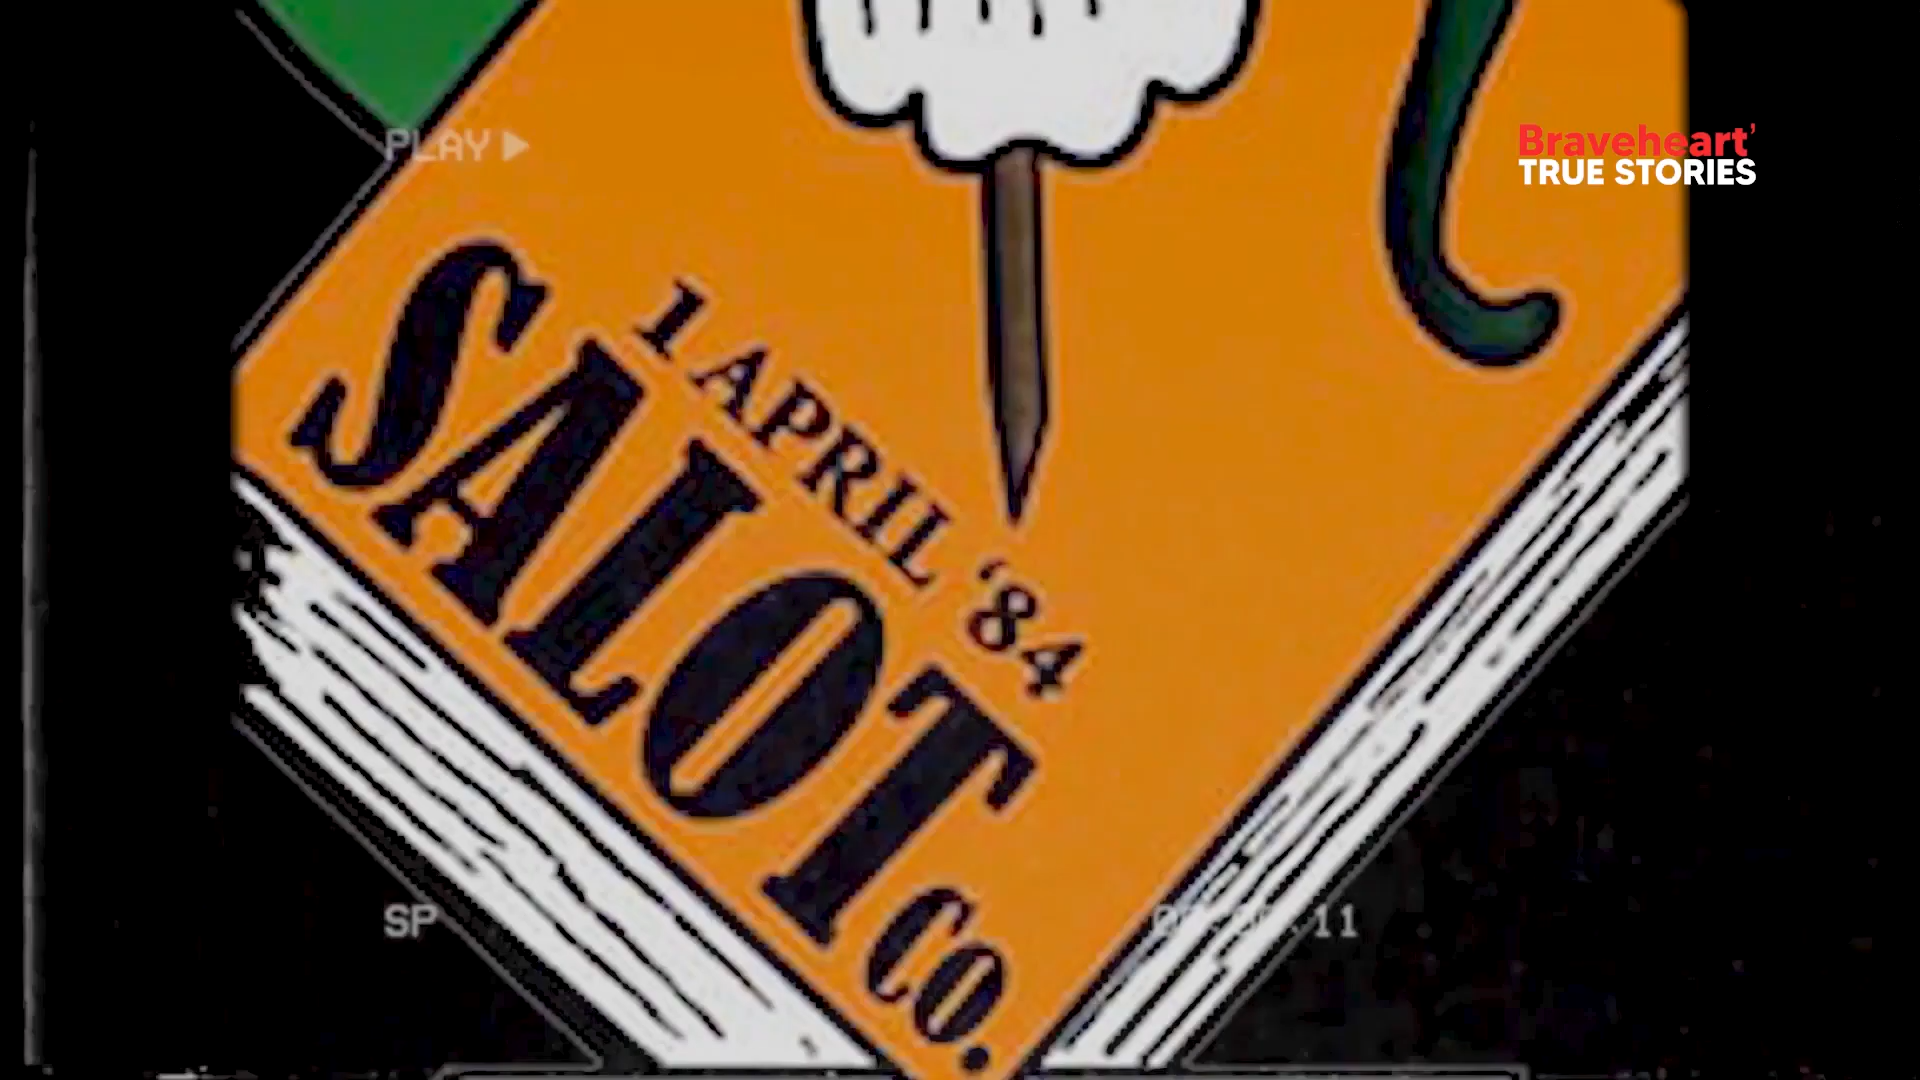 PLAY
Braveheart'
TRUE STORIES
1 APRIL '84
SALOT
CO.
SP